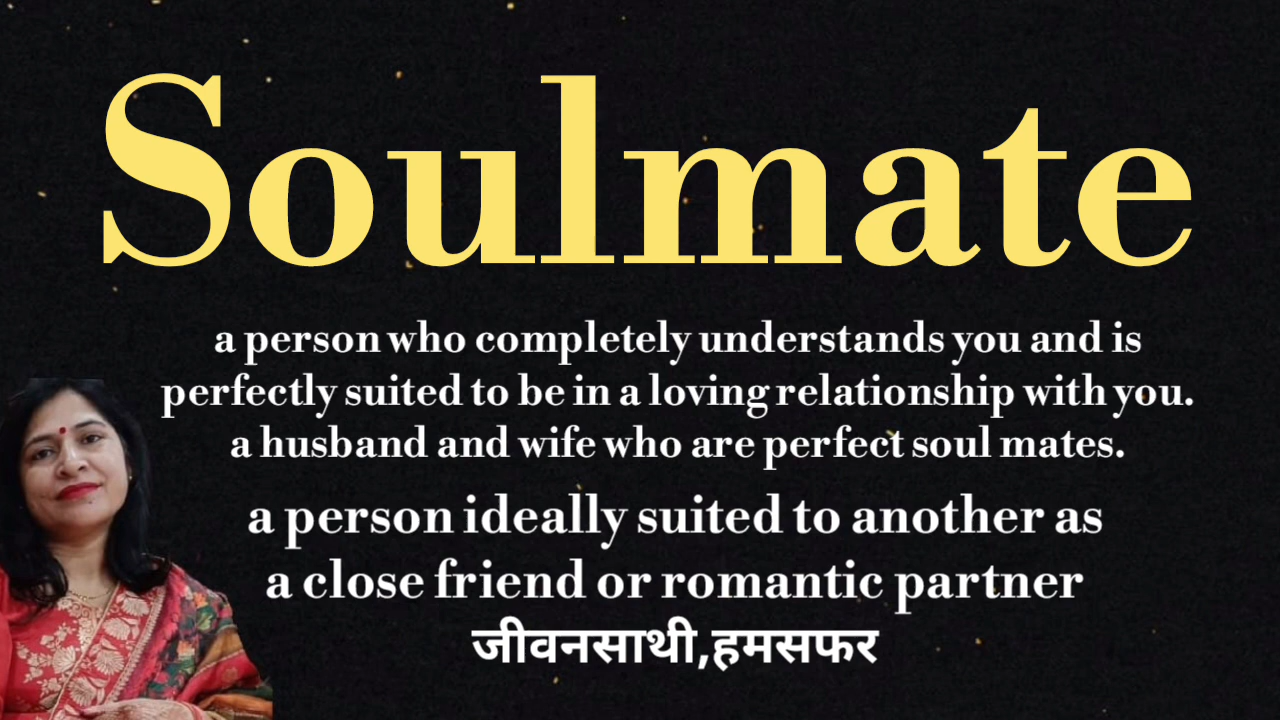 Soulmate
a person who completely understands you and is
perfectly suited to be in a loving relationship with you.
a husband and wife who are perfect soul mates.
a person ideally suited to another as
a close friend or romantic partner
जीवनसाथी,हमसफर